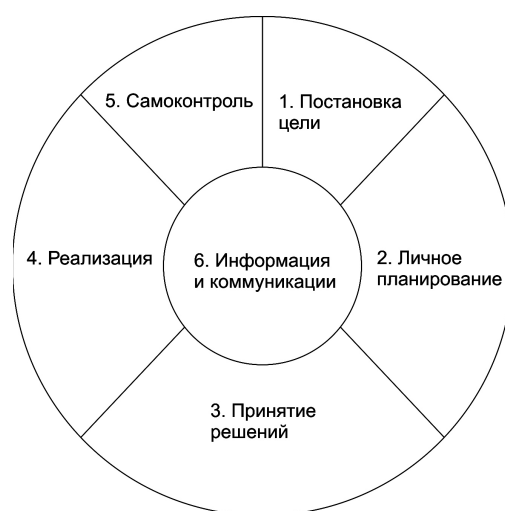 1. Постановка
цели
2. Личное
планирование
3. Принятие
решений
4. Реализация
5. Самоконтроль
6. Информация
и коммуникации